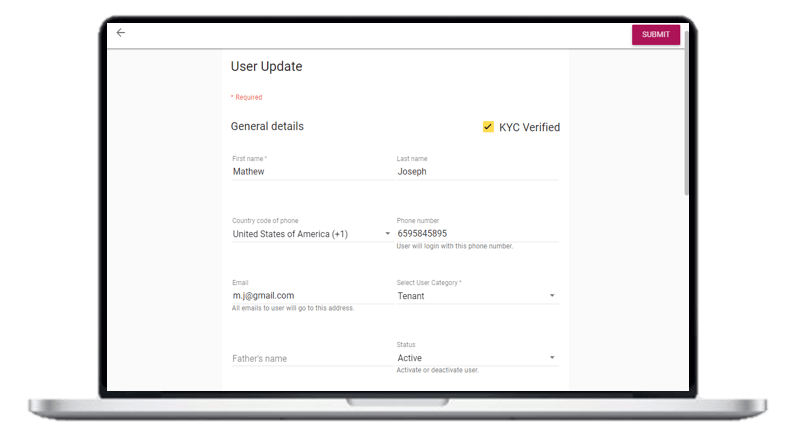 SUBMIT
User Update
* Required
General details
KYC Verified
First name *
Last name
Mathew
Joseph
Country code of phone
Phone number
United States of America (+1)
6595845895
User will login with this phone number.
Email
Select User Category *
m.j@gmail.com
Tenant
All emails to user will go to this address.
Status
Father's name
Active
Activate or deactivate user.